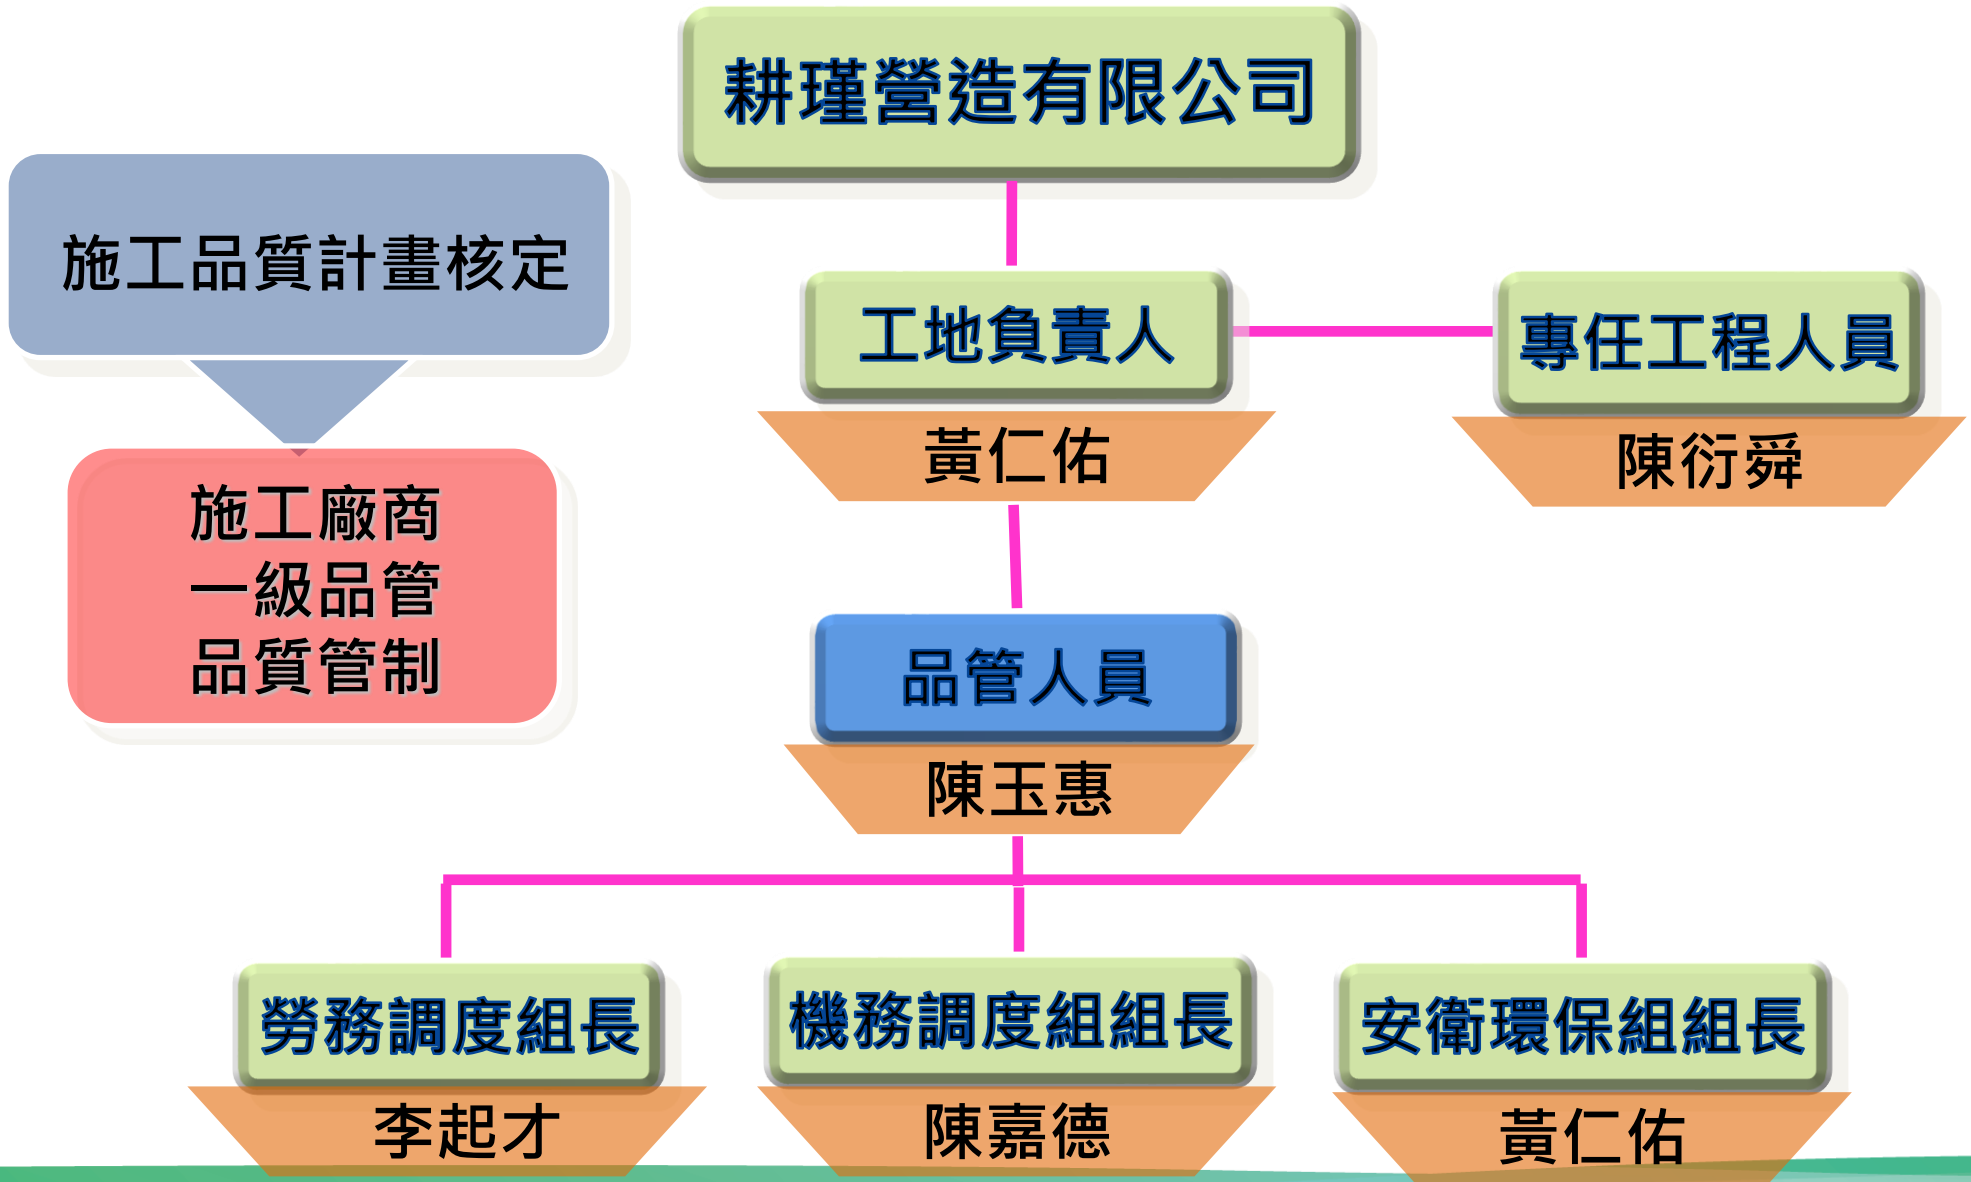 耕瑾營造有限公司
施工品質計畫核定
工地負責人
專任工程人員
黃仁佑
陳衍舜
施工廠商
一級品管
品質管制
品管人員
陳玉惠
勞務調度組長
機務調度組組長
安衛環保組組長
李起才
陳嘉德
黃仁佑